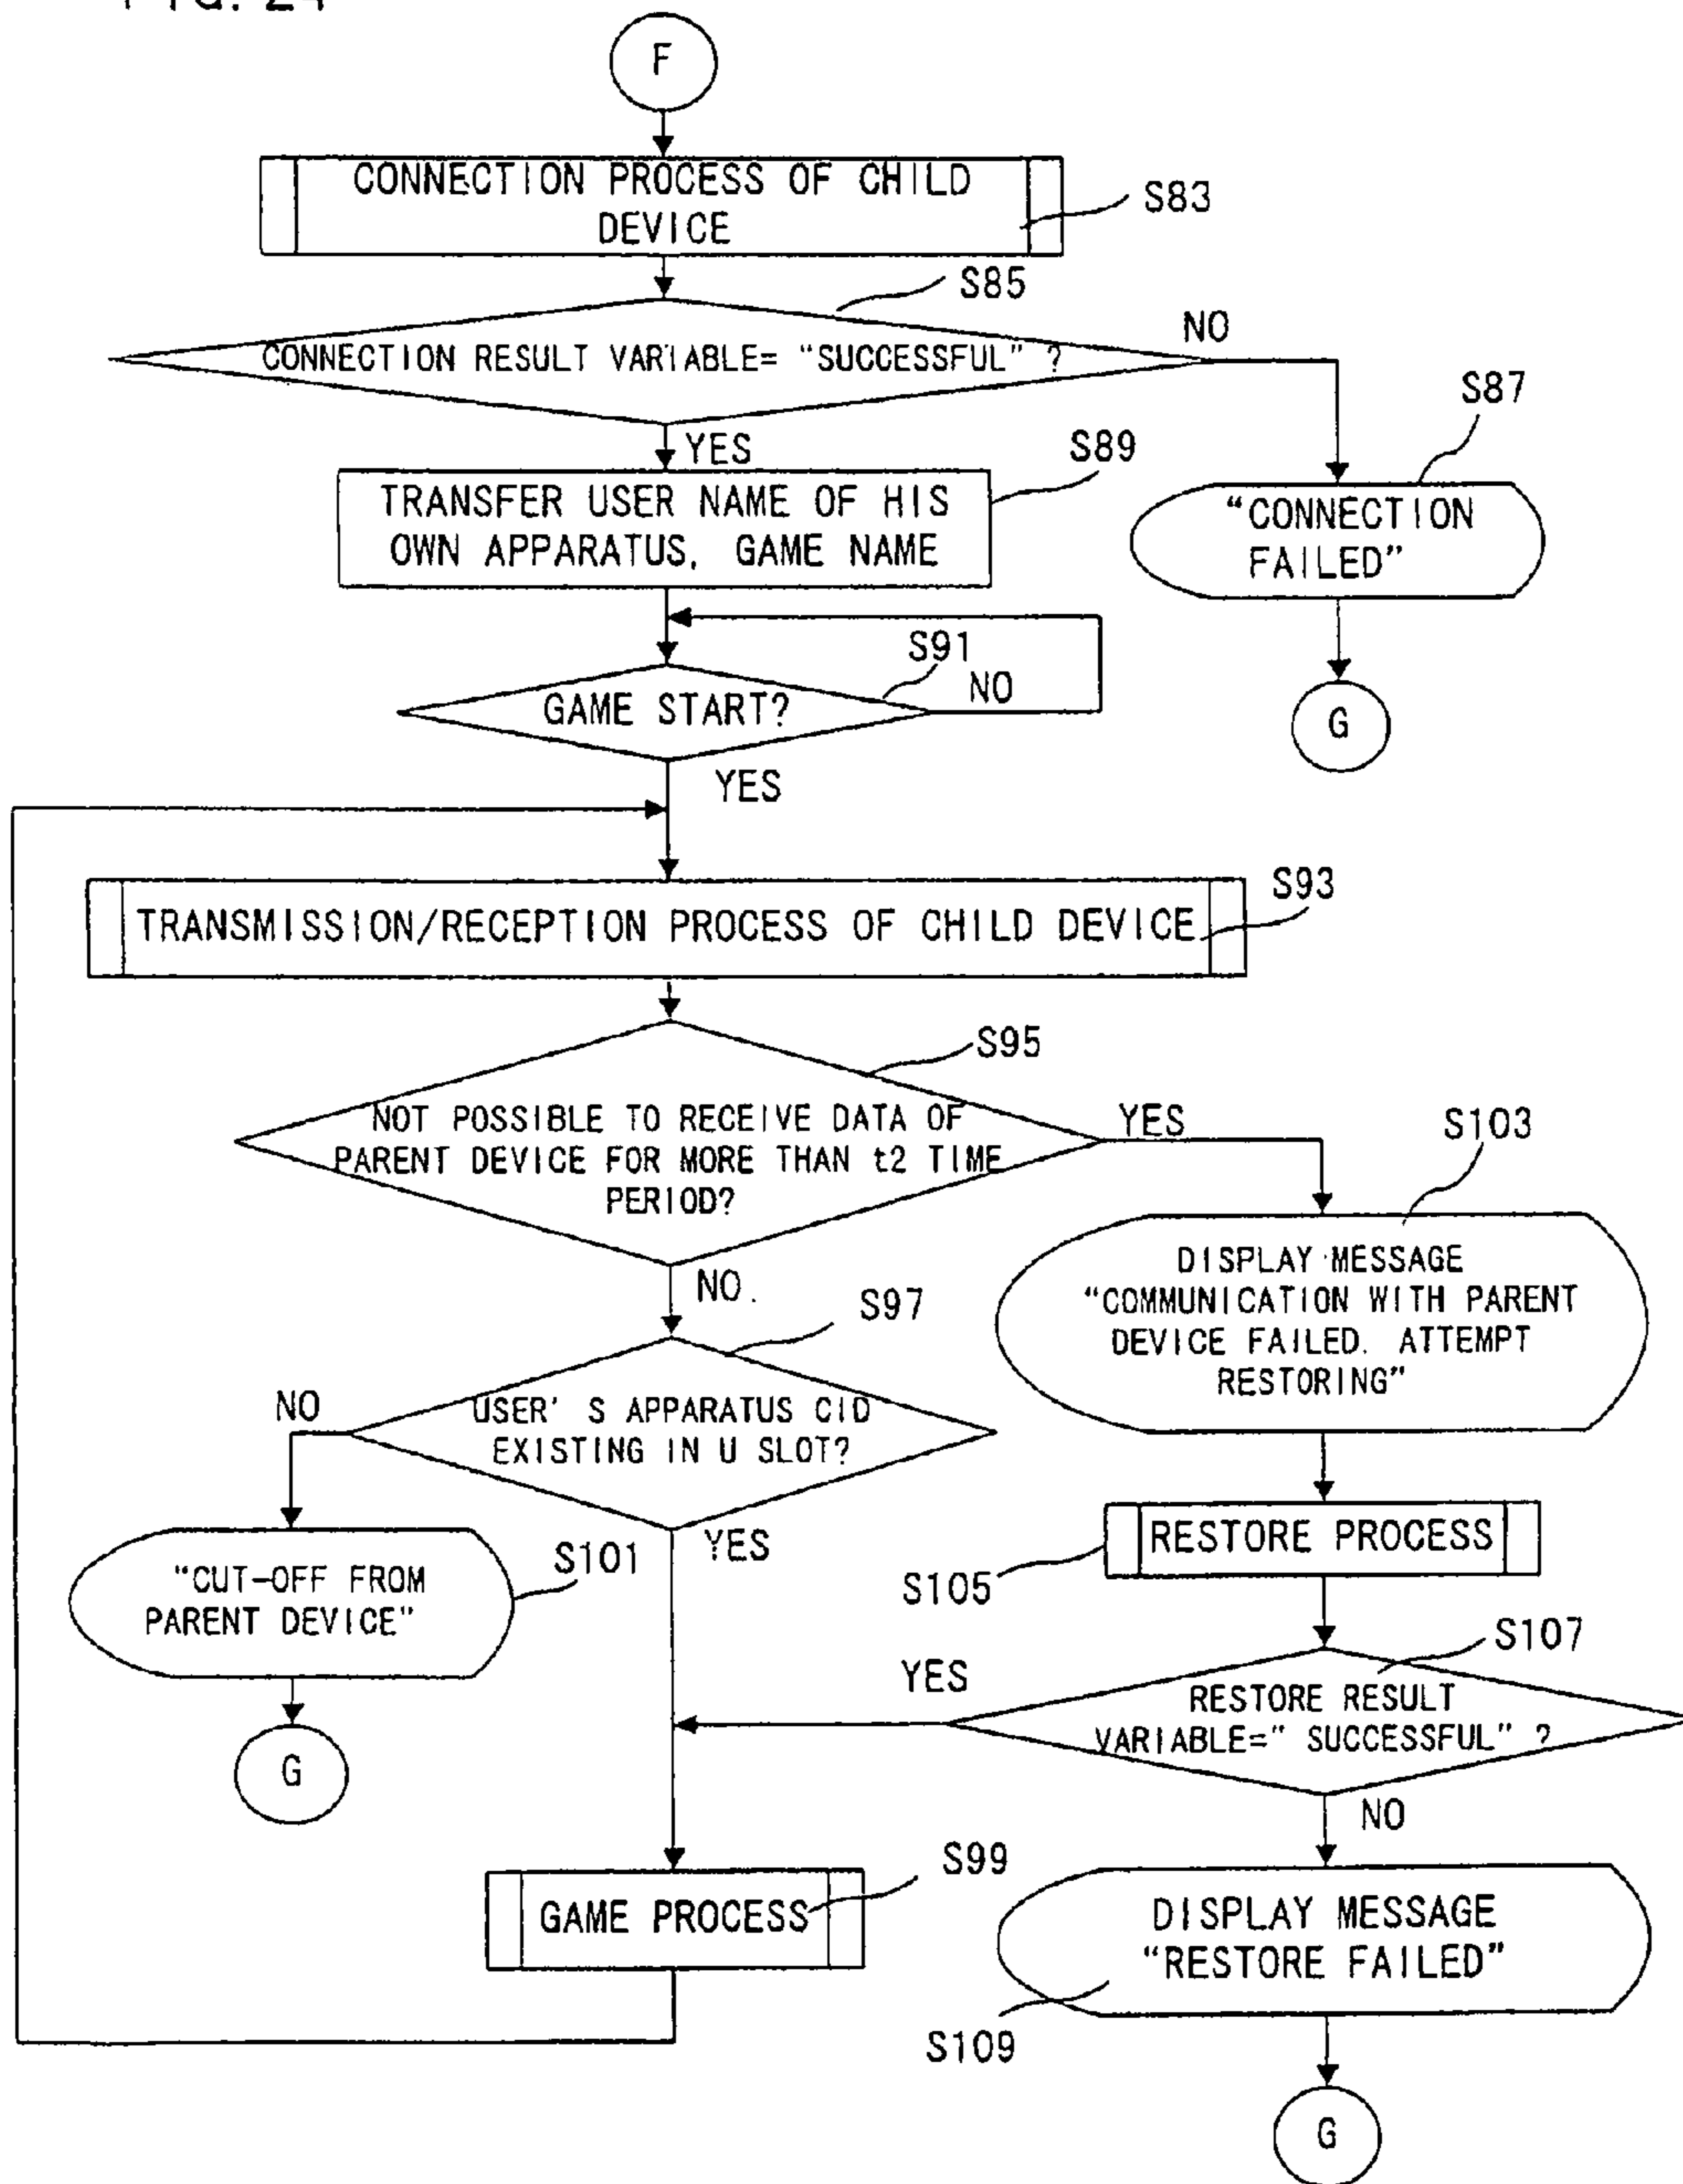 F
CONNECTION PROCESS OF CHILD
DEVICE
S83
S85
CONNECTION RESULT VARIABLE= “SUCCESSFUL” ?
NO
S87
YES
S89
TRANSFER USER NAME OF HIS
OWN APPARATUS, GAME NAME
“CONNECTION
FAILED”
S91
GAME START?
NO
G
YES
S93
TRANSMISSION/RECEPTION PROCESS OF CHILD DEVICE
S95
NOT POSSIBLE TO RECEIVE DATA OF
PARENT DEVICE FOR MORE THAN t2 TIME
PERIOD?
YES
S103
NO
S97
DISPLAY MESSAGE
“COMMUNICATION WITH PARENT
DEVICE FAILED. ATTEMPT
RESTORING”
NO
USER' S APPARATUS CID
EXISTING IN U SLOT?
YES
S101
“CUT-OFF FROM
PARENT DEVICE”
RESTORE PROCESS
S105
S107
YES
RESTORE RESULT
VARIABLE=” SUCCESSFUL” ?
G
NO
S99
GAME PROCESS
DISPLAY MESSAGE
“RESTORE FAILED”
S109
G